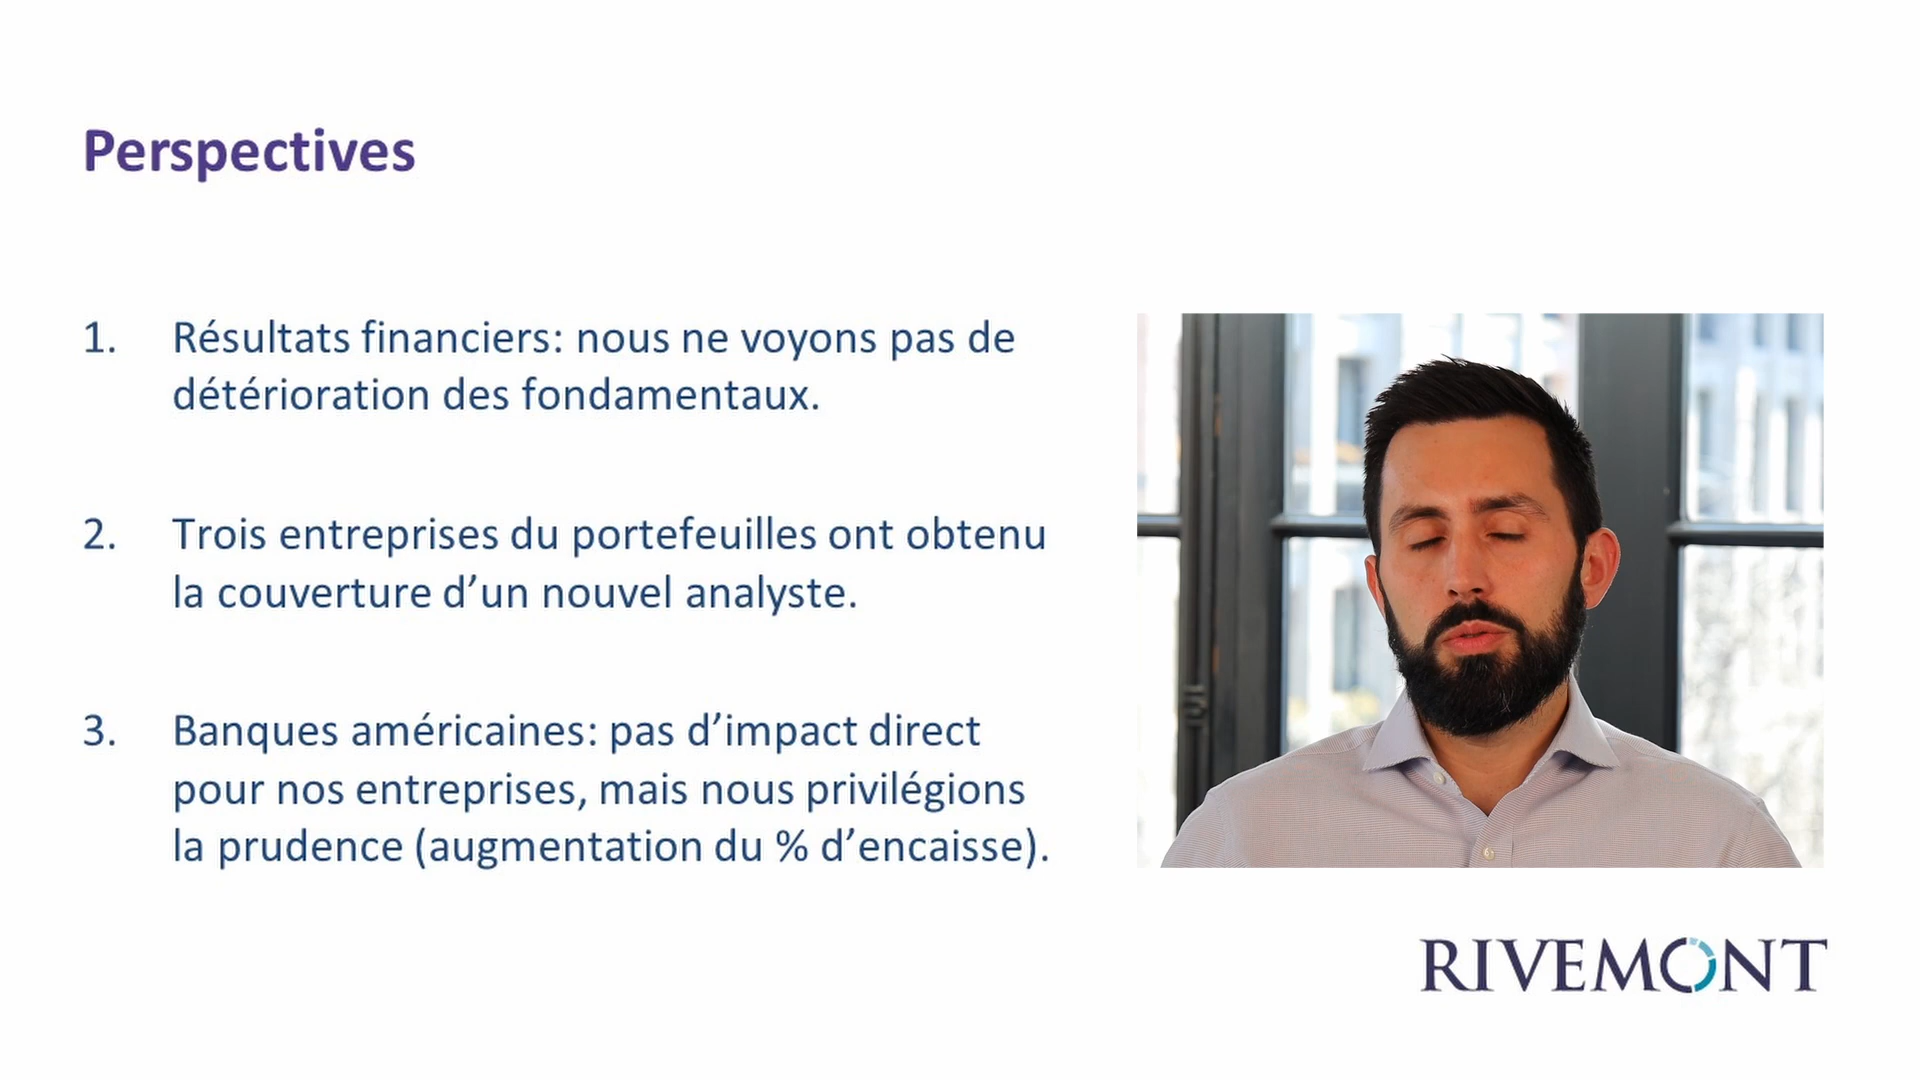 Perspectives
1. Résultats financiers: nous ne voyons pas de
détérioration des fondamentaux.
2. Trois entreprises du portefeuilles ont obtenu
la couverture d’un nouvel analyste.
3. Banques américaines: pas d’impact direct
pour nos entreprises, mais nous privilégions
la prudence (augmentation du % d’encaisse).
RIVEMONT